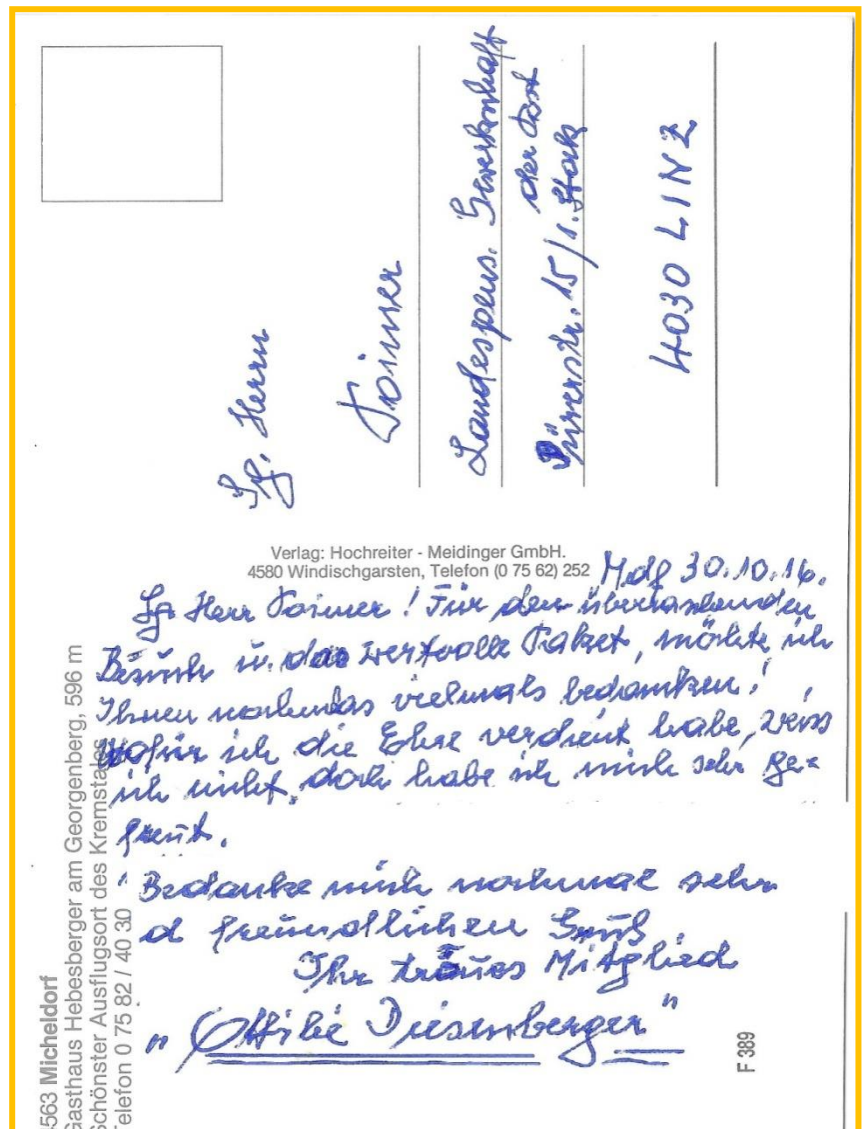 Sg. Herrn
Toimer
Landespens. Gewerkschaft
der Post
Dürerstr. 15/1. Stock
4030 LINZ
Verlag: Hochreiter - Meidinger GmbH.
4580 Windischgarsten, Telefon (0 75 62) 252
Mdf 30.10.16.
Sg. Herr Toimer! Für den überraschenden
Besuch u. das wertvolle Paket, möchte ich
Ihnen nochmals vielmals bedanken!
Wofür ich die Ehre verdient habe, weiss
ich nicht, doch habe ich mich sehr ge=
freut.
Bedanke mich nochmal sehr
freundlichen Gruß
Ihr treues Mitglied
"Ottilie Diesenberger"
4563 Micheldorf
Gasthaus Hebesberger am Georgenberg, 596 m
Schönster Ausflugsort des Kremstales
Telefon 0 75 82 / 40 30
F 389